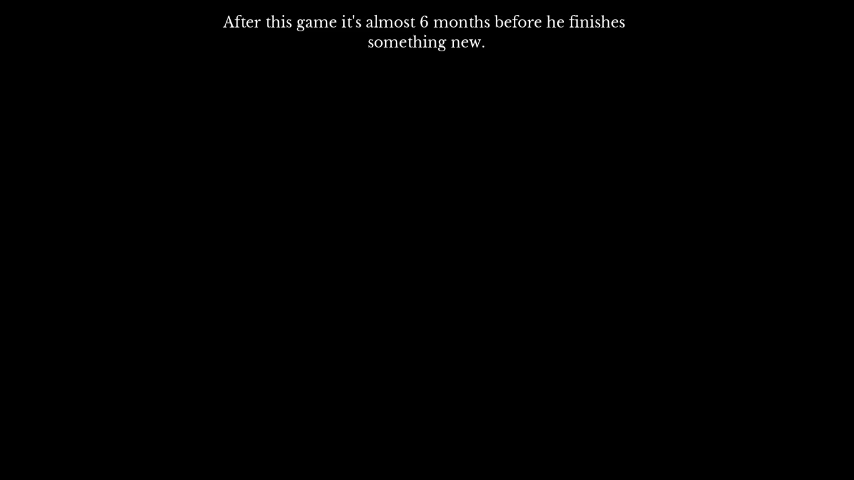 After this game it's almost 6 months before he finishes
something new.